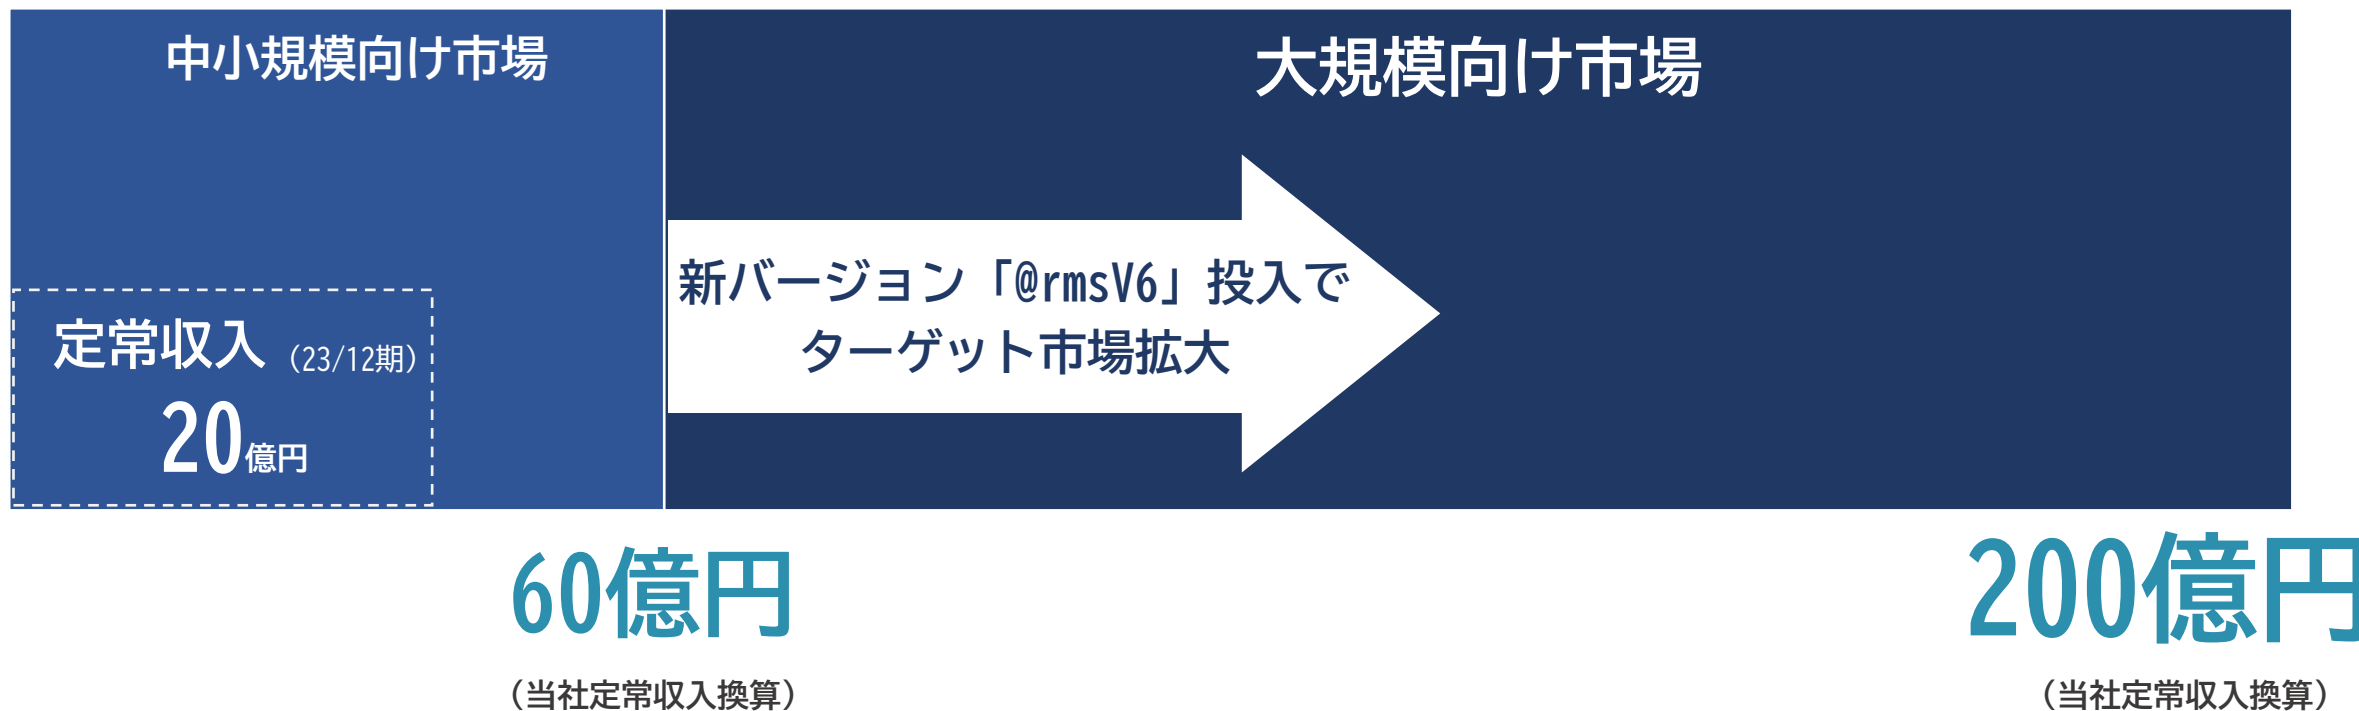 中小規模向け市場
大規模向け市場
新バージョン「@rmsV6」投入で
ターゲット市場拡大
定常収入（23/12期）
20億円
60億円
（当社定常収入換算）
200億円
（当社定常収入換算）